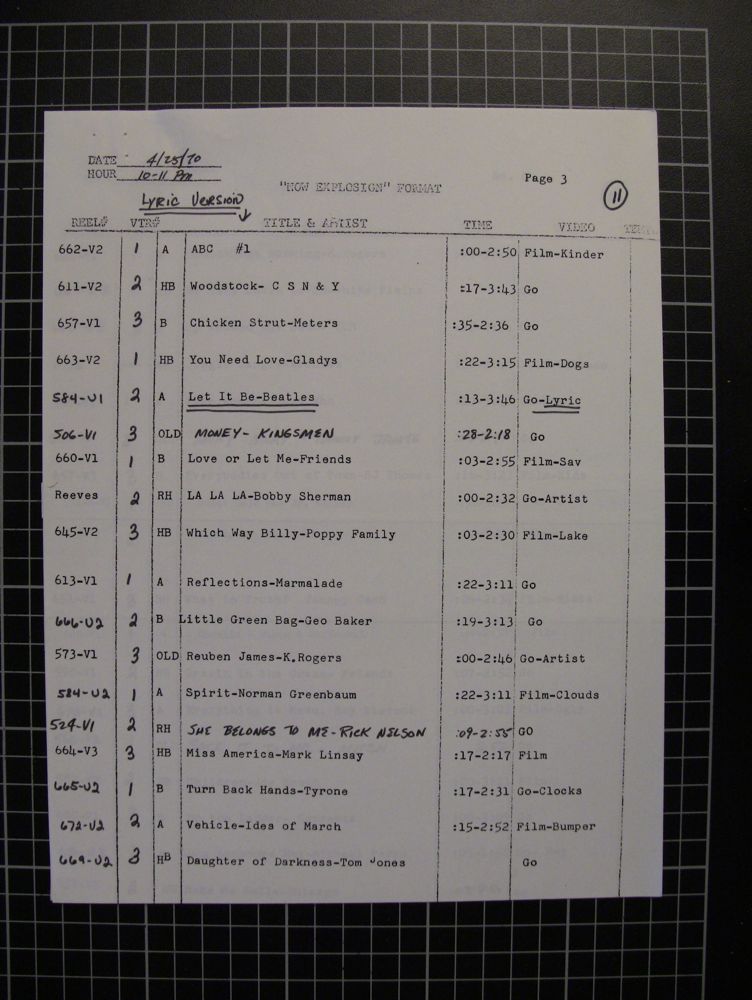 DATE 4/25/70
HOUR 10-11 PM
"NOW EXPLOSION" FORMAT Page 3
11
LYRIC VERSION
REEL# VTR# TITLE & ARTIST TIME VIDEO
662-V2 1 A ABC #1 :00-2:50 Film-Kinder
611-V2 2 HB Woodstock- C S N & Y :17-3:43 Go
657-V1 3 B Chicken Strut-Meters :35-2:36 Go
663-V2 1 HB You Need Love-Gladys :22-3:15 Film-Dogs
584-V1 2 A Let It Be-Beatles :13-3:46 Go-Lyric
506-V1 3 OLD MONEY- KINGSMEN :28-2:18 Go
660-V1 1 B Love or Let Me-Friends :03-2:55 Film-Sav
Reeves 2 RH LA LA LA-Bobby Sherman :00-2:32 Go-Artist
645-V2 3 HB Which Way Billy-Poppy Family :03-2:30 Film-Lake
613-V1 1 A Reflections-Marmalade :22-3:11 Go
666-V2 2 B Little Green Bag-Geo Baker :19-3:13 Go
573-V1 3 OLD Reuben James-K.Rogers :00-2:46 Go-Artist
584-V2 1 A Spirit-Norman Greenbaum :22-3:11 Film-Clouds
524-V1 2 RH SHE BELONGS TO ME-RICK NELSON :09-2:55 GO
664-V3 3 HB Miss America-Mark Linsay :17-2:17 Film
665-V2 1 B Turn Back Hands-Tyrone :17-2:31 Go-Clocks
672-V2 2 A Vehicle-Ides of March :15-2:52 Film-Bumper
669-V2 3 HB Daughter of Darkness-Tom Jones Go